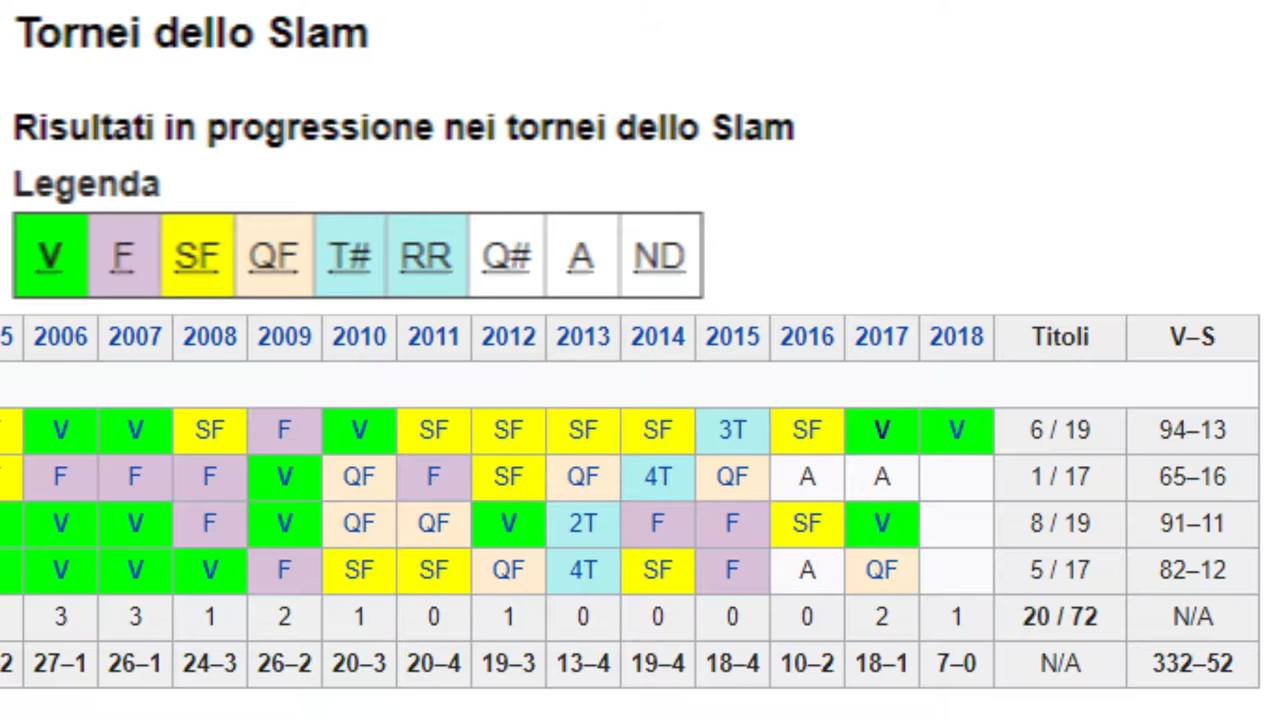 Tornei dello Slam
Risultati in progressione nei tornei dello Slam
Legenda
V F SF QF T# RR Q# A ND
5 2006 2007 2008 2009 2010 2011 2012 2013 2014 2015 2016 2017 2018 Titoli V–S
V V SF F V SF SF SF SF 3T SF V V 6 / 19 94–13
F F F V QF F SF QF 4T QF A A 1 / 17 65–16
V V F V QF QF V 2T F F SF V 8 / 19 91–11
V V V F SF SF QF 4T SF F A QF 5 / 17 82–12
3 3 1 2 1 0 1 0 0 0 0 2 1 20 / 72 N/A
2 27–1 26–1 24–3 26–2 20–3 20–4 19–3 13–4 19–4 18–4 10–2 18–1 7–0 N/A 332–52